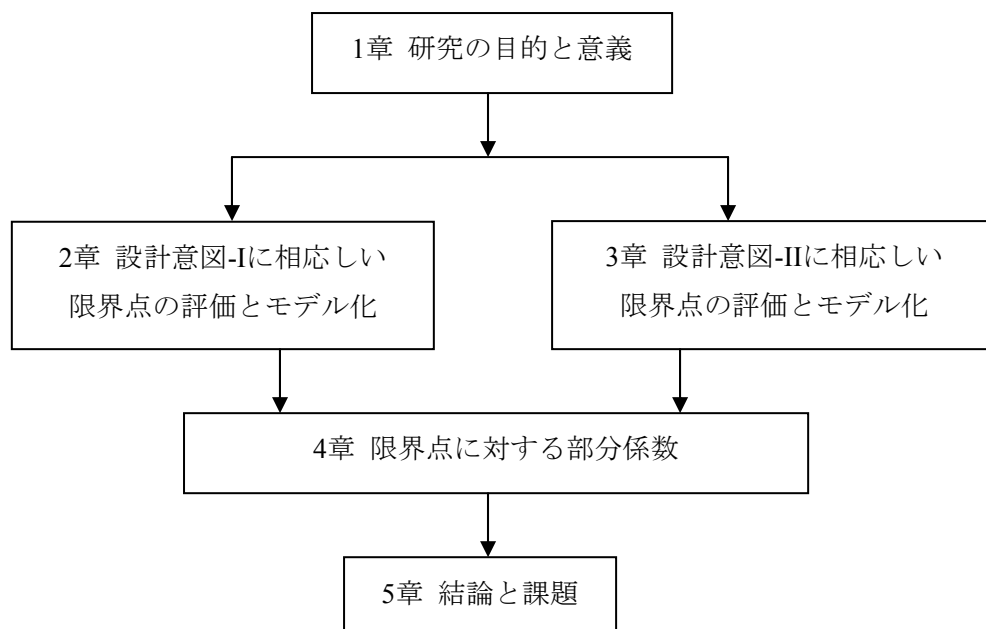 1章 研究の目的と意義
2章 設計意図-Iに相応しい
限界点の評価とモデル化
3章 設計意図-IIに相応しい
限界点の評価とモデル化
4章 限界点に対する部分係数
5章 結論と課題